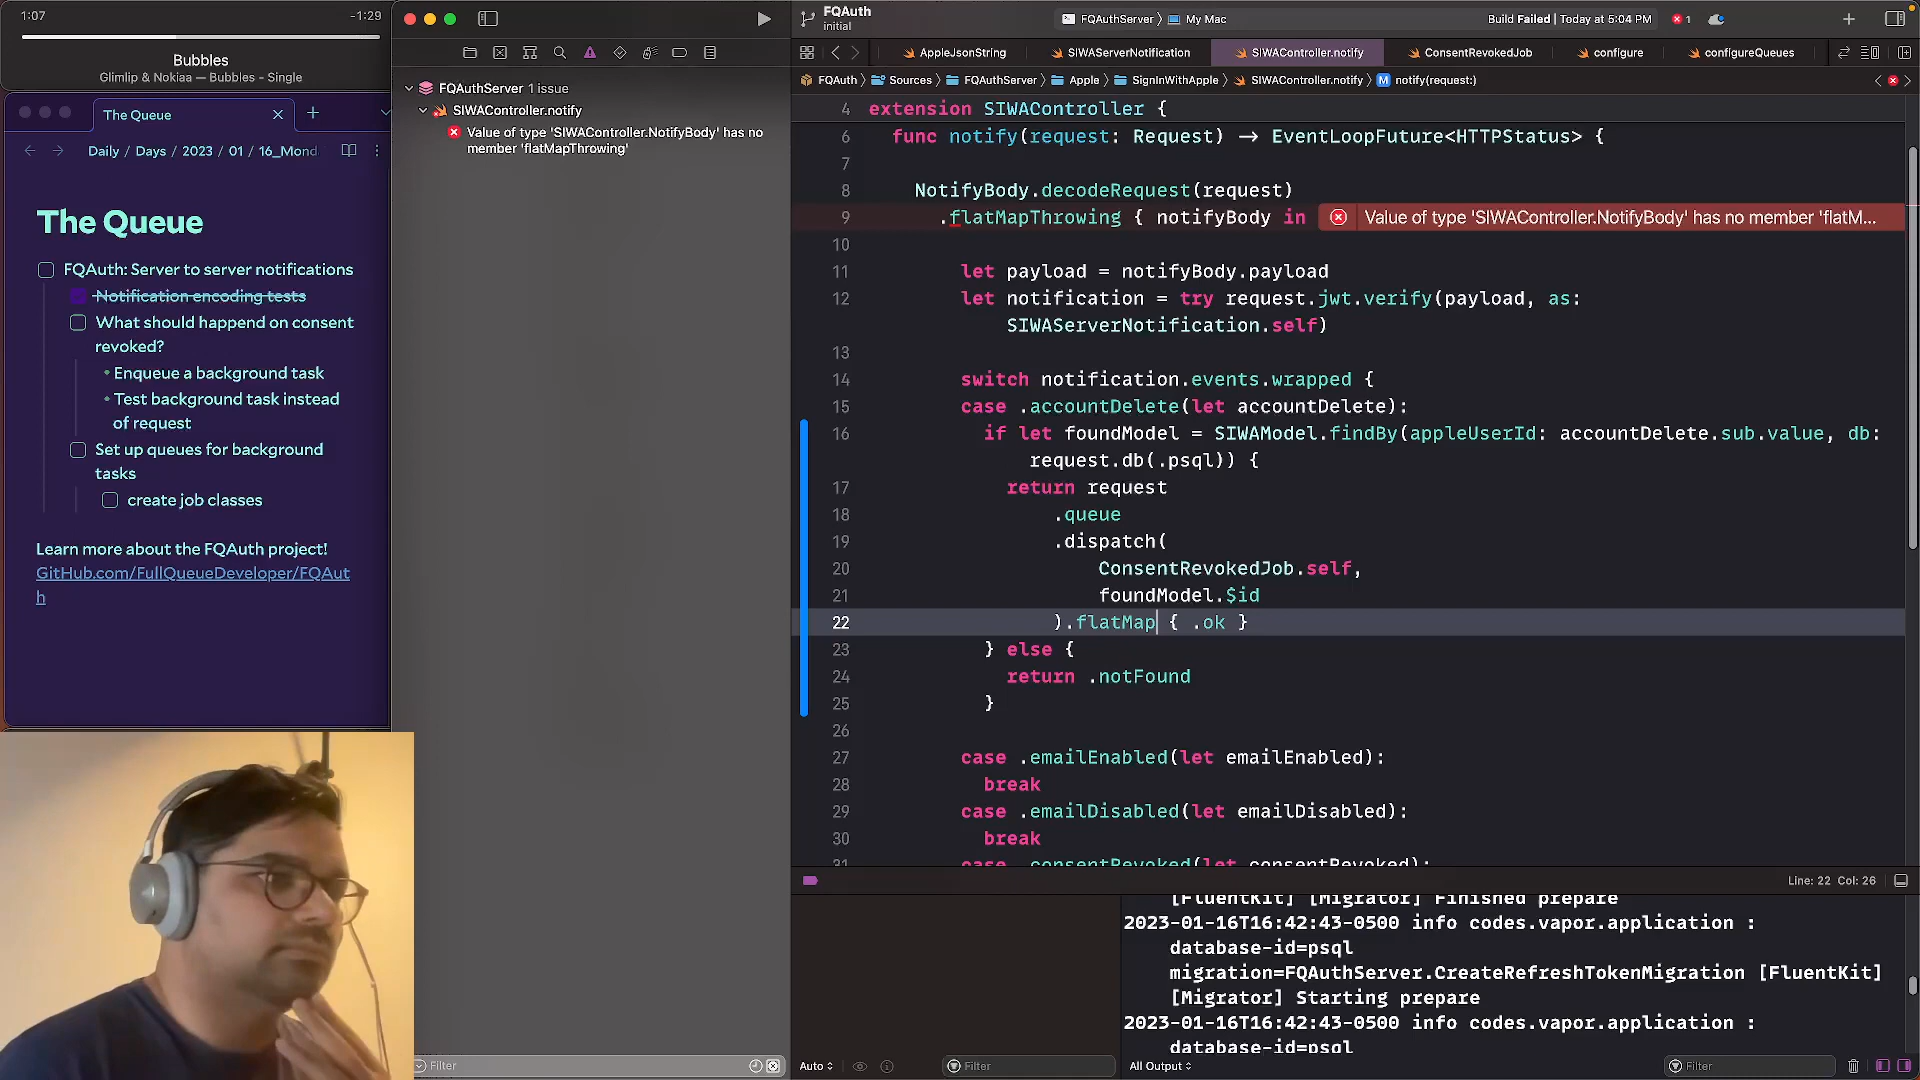 1:07
-1:29
Bubbles
Glimlip & Nokiaa — Bubbles - Single
The Queue
Daily / Days / 2023 / 01 / 16_Mond
The Queue
FQAuth: Server to server notifications
Notification encoding tests
What should happend on consent
revoked?
• Enqueue a background task
• Test background task instead
of request
Set up queues for background
tasks
create job classes
Learn more about the FQAuth project!
GitHub.com/FullQueueDeveloper/FQAut
h
FQAuthServer 1 issue
SIWAController.notify
Value of type 'SIWAController.NotifyBody' has no
member 'flatMapThrowing'
Filter
FQAuth
initial
FQAuthServer
My Mac
Build Failed | Today at 5:04 PM
1
AppleJsonString
SIWAServerNotification
SIWAController.notify
ConsentRevokedJob
configure
configureQueues
FQAuth
Sources
FQAuthServer
Apple
SignInWithApple
SIWAController.notify
M notify(request:)
4 extension SIWAController {
6 func notify(request: Request) -> EventLoopFuture<HTTPStatus> {
7
8 NotifyBody.decodeRequest(request)
9 .flatMapThrowing { notifyBody in
Value of type 'SIWAController.NotifyBody' has no member 'flatM...
10
11 let payload = notifyBody.payload
12 let notification = try request.jwt.verify(payload, as:
SIWAServerNotification.self)
13
14 switch notification.events.wrapped {
15 case .accountDelete(let accountDelete):
16 if let foundModel = SIWAModel.findBy(appleUserId: accountDelete.sub.value, db:
request.db(.psql)) {
17 return request
18 .queue
19 .dispatch(
20 ConsentRevokedJob.self,
21 foundModel.$id
22 ).flatMap { .ok }
23 } else {
24 return .notFound
25 }
26
27 case .emailEnabled(let emailEnabled):
28 break
29 case .emailDisabled(let emailDisabled):
30 break
31 case .consentRevoked(let consentRevoked):
Line: 22 Col: 26
[FluentKit] [Migrator] Finished prepare
2023-01-16T16:42:43-0500 info codes.vapor.application :
database-id=psql
migration=FQAuthServer.CreateRefreshTokenMigration [FluentKit]
[Migrator] Starting prepare
2023-01-16T16:42:43-0500 info codes.vapor.application :
database-id=psql
Auto
Filter
All Output
Filter